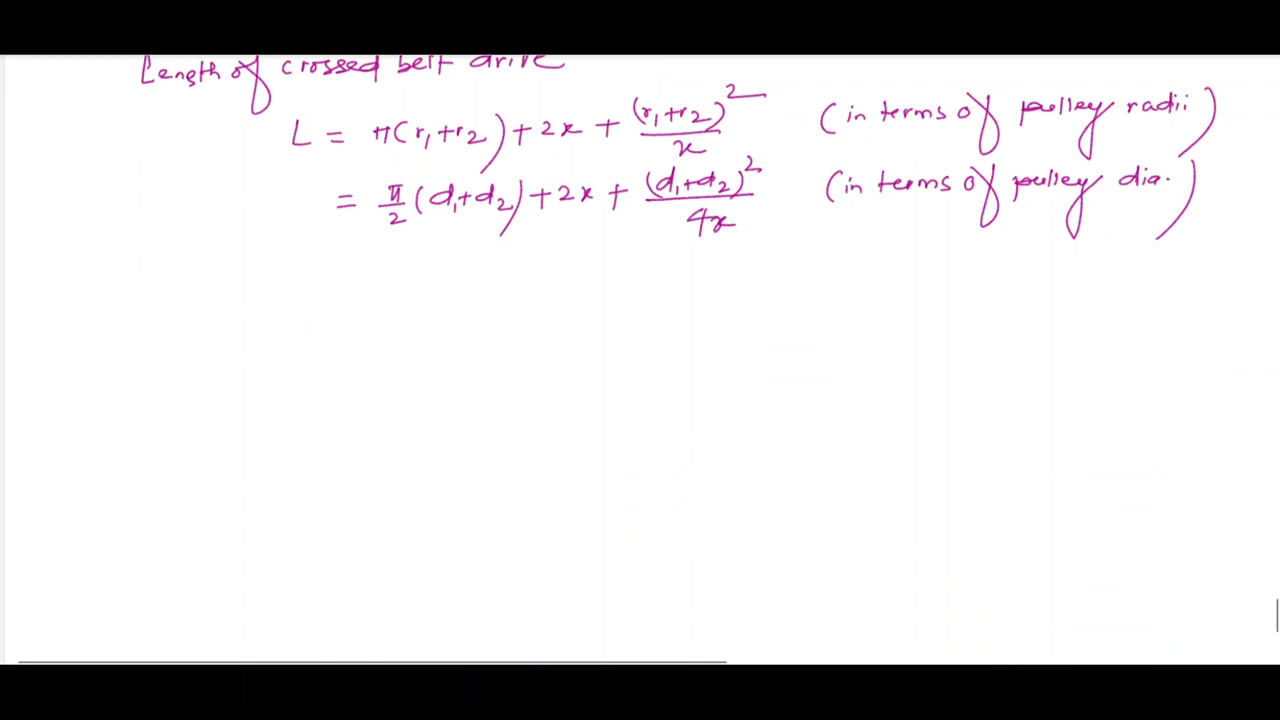 Length of crossed belt drive
L = π(r₁+r₂)+2x + (r₁+r₂)²/x (in terms of pulley radii)
= π/2 (d₁+d₂)+2x + (d₁+d₂)²/4x (in terms of pulley dia.)